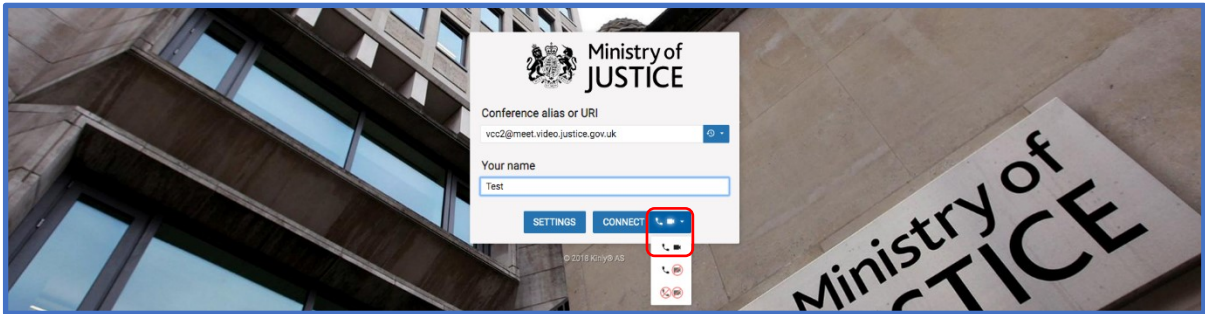 Ministry of
JUSTICE
Conference alias or URI
vcc2@meet.video.justice.gov.uk
Your name
Test
SETTINGS
CONNECT
© 2018 Kinly® AS
Ministry of
JUSTICE